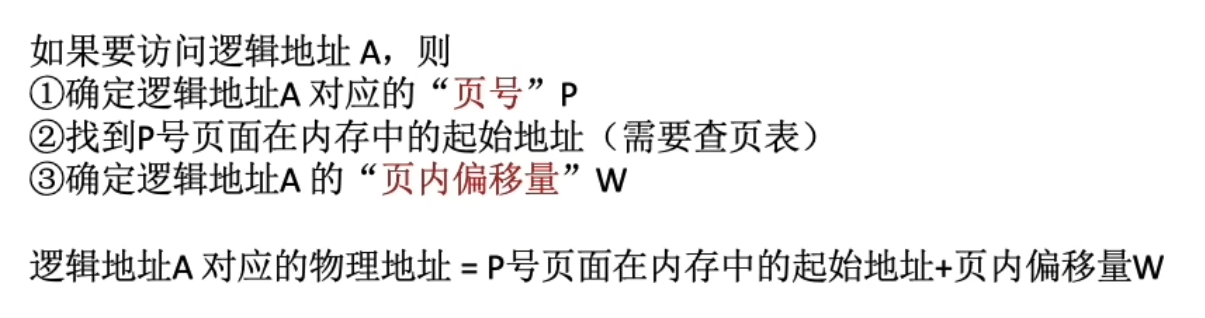 如果要访问逻辑地址 A，则
①确定逻辑地址A 对应的“页号”P
②找到P号页面在内存中的起始地址（需要查页表）
③确定逻辑地址A 的“页内偏移量”W
逻辑地址A 对应的物理地址 = P号页面在内存中的起始地址+页内偏移量W